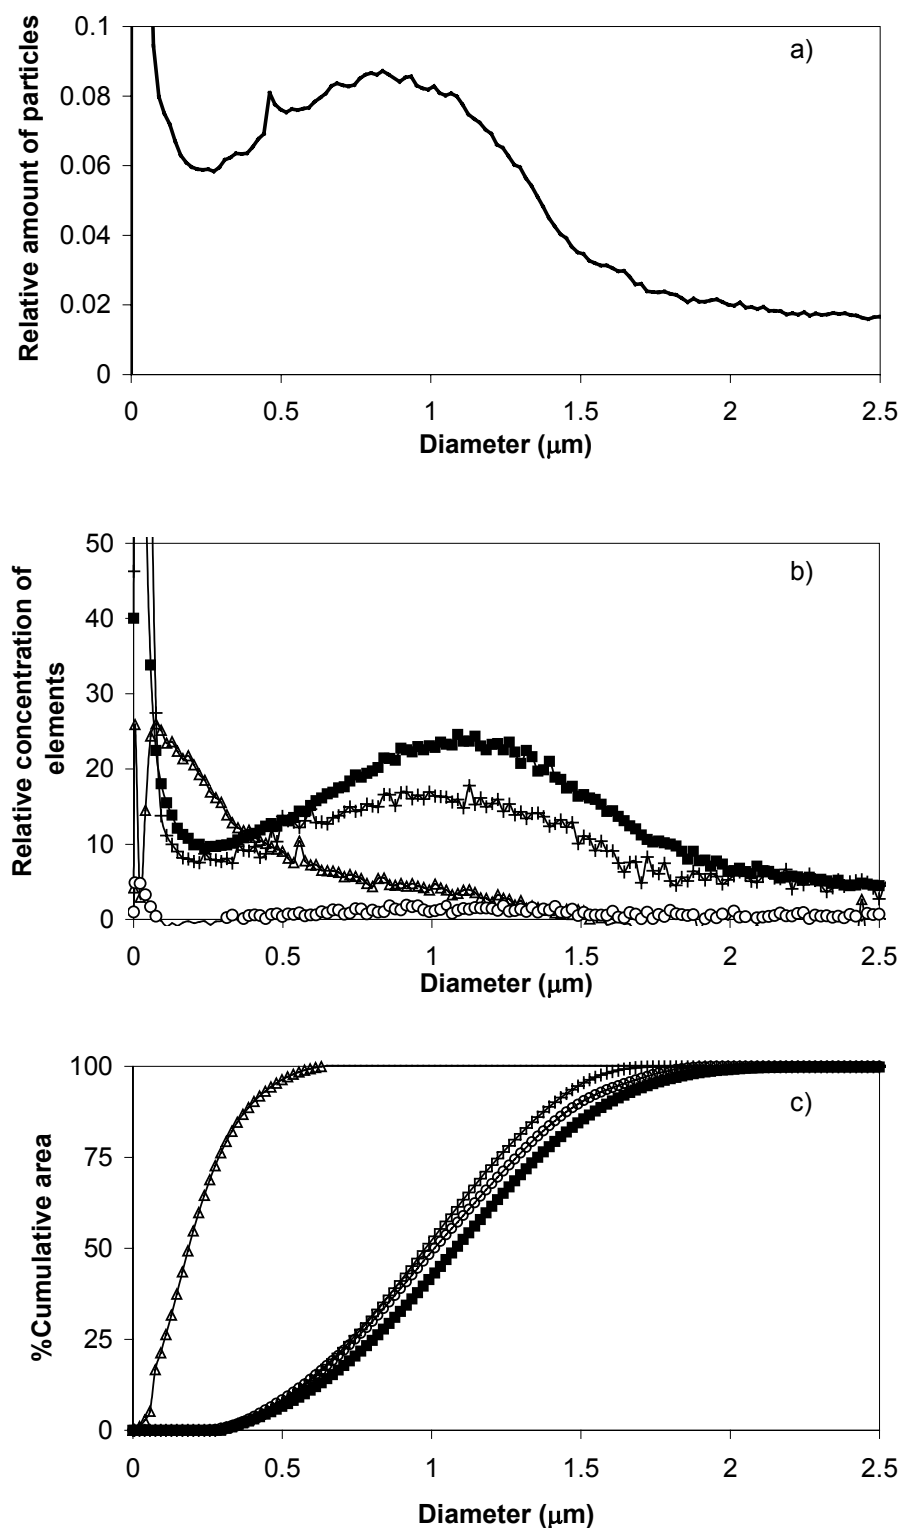 Relative amount of particles
a)
0.1
0.08
0.06
0.04
0.02
0
0 0.5 1 1.5 2 2.5
Diameter (μm)
Relative concentration of
elements
b)
50
40
30
20
10
0
0 0.5 1 1.5 2 2.5
Diameter (μm)
%Cumulative area
c)
100
75
50
25
0
0 0.5 1 1.5 2 2.5
Diameter (μm)